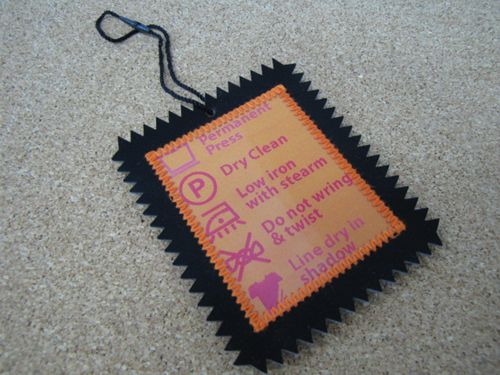 Permanent
Press
P
Dry Clean
Low iron
with stearm
Do not wring
& twist
Line dry in
shadow